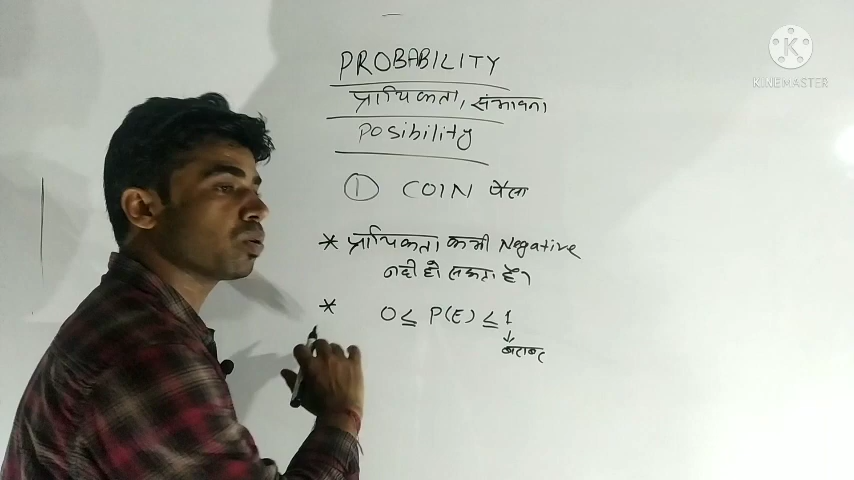 PROBABILITY
प्रायिकता, संभावना
Posibility
① COIN पैसा
* प्रायिकता कभी Negative
नही हो सकता है।
* 0 ≤ P(E) ≤ 1
↓
बराबर
K
KINEMASTER